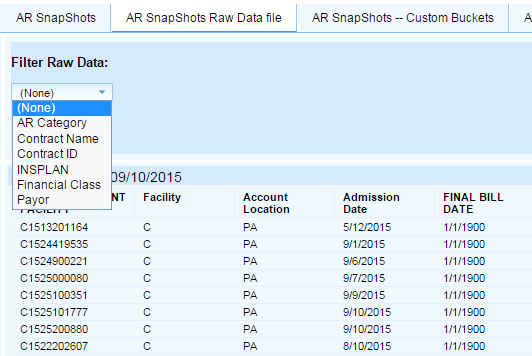 AR SnapShots AR SnapShots Raw Data file AR SnapShots -- Custom Buckets A
Filter Raw Data:
(None)
(None)
AR Category
Contract Name
Contract ID
INSPLAN
Financial Class
Payor
09/10/2015
NT Facility Account Location Admission Date FINAL BILL DATE
C1513201164 C PA 5/12/2015 1/1/1900
C1524419535 C PA 9/1/2015 1/1/1900
C1524900221 C PA 9/6/2015 1/1/1900
C1525000080 C PA 9/7/2015 1/1/1900
C1525100351 C PA 9/9/2015 1/1/1900
C1525101777 C PA 9/10/2015 1/1/1900
C1525200880 C PA 9/10/2015 1/1/1900
C1522202607 C PA 8/10/2015 1/1/1900